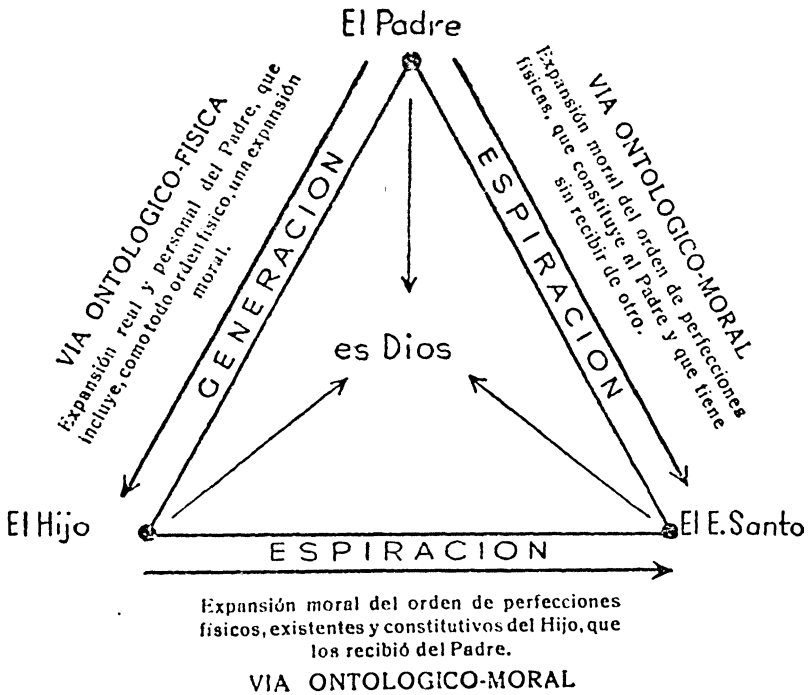 El Padre
VIA ONTOLOGICO-FISICA
Expansión real y personal del Padre, que
incluye, como todo orden físico, una expansión
moral.
GENERACION
VIA ONTOLOGICO-MORAL
Expansión moral del orden de perfecciones
físicas, que constituye al Padre y que tiene
sin recibir de otro.
ESPIRACION
es Dios
El Hijo
El E. Santo
ESPIRACION
Expansión moral del orden de perfecciones
físicos, existentes y constitutivos del Hijo, que
los recibió del Padre.
VIA ONTOLOGICO-MORAL